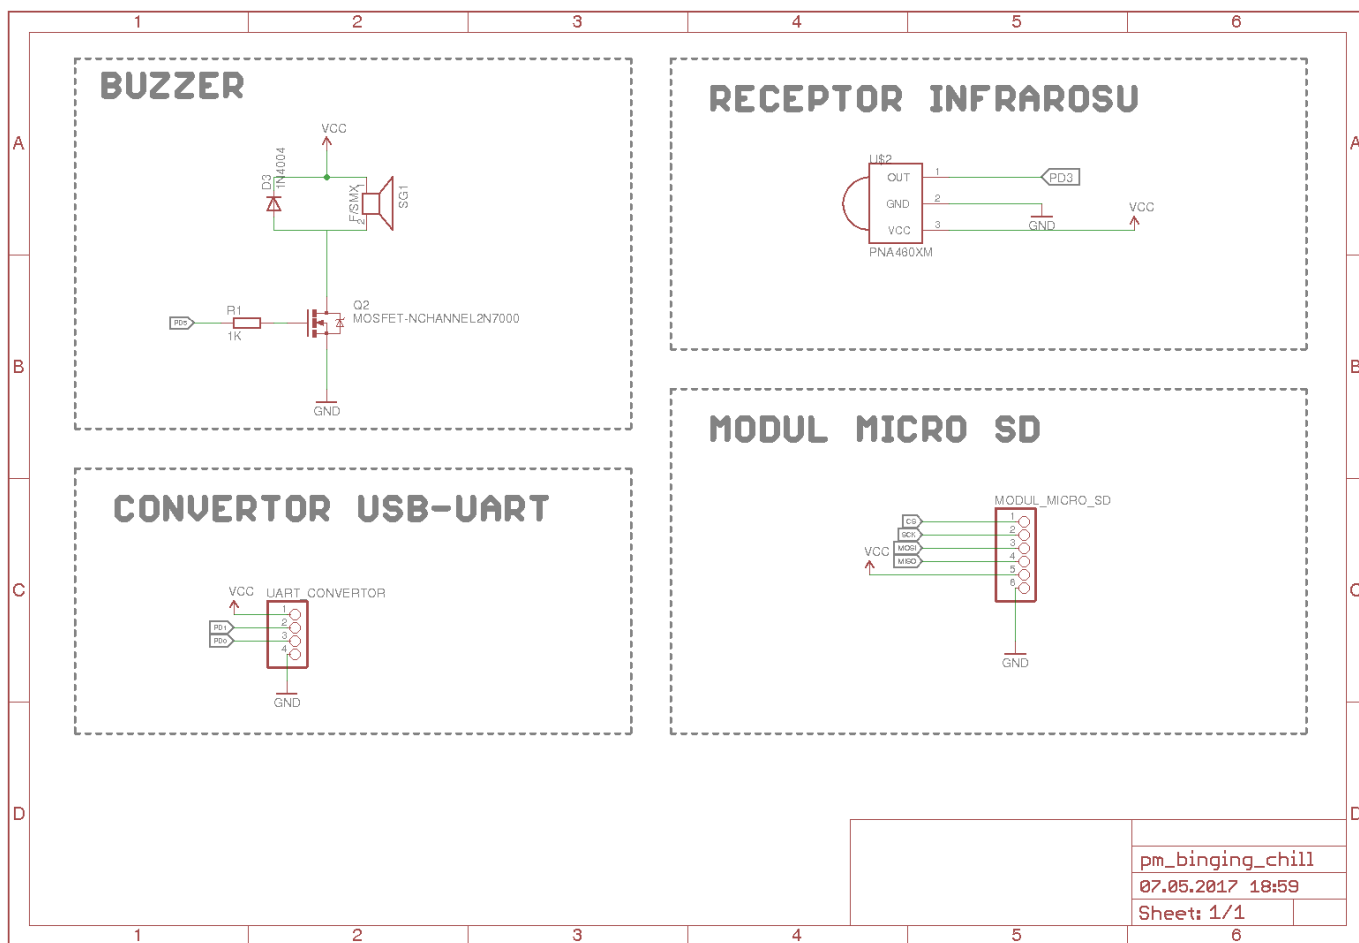 1 2 3 4 5 6
A A
B B
C C
D D
BUZZER
VCC
D3
1N4004
F/SMX
1
2
SG1
PD5
R1
1K
Q2
MOSFET-NCHANNEL2N7000
GND
RECEPTOR INFRAROSU
U$2
OUT 1
PD3
GND 2
GND
VCC 3
VCC
PNA460XM
CONVERTOR USB-UART
VCC
UART_CONVERTOR
1
PD1 2
PD0 3
4
GND
MODUL MICRO SD
MODUL_MICRO_SD
CS 1
SCK 2
MOSI 3
MISO 4
VCC
5
6
GND
pm_binging_chill
07.05.2017 18:59
Sheet: 1/1
1 2 3 4 5 6